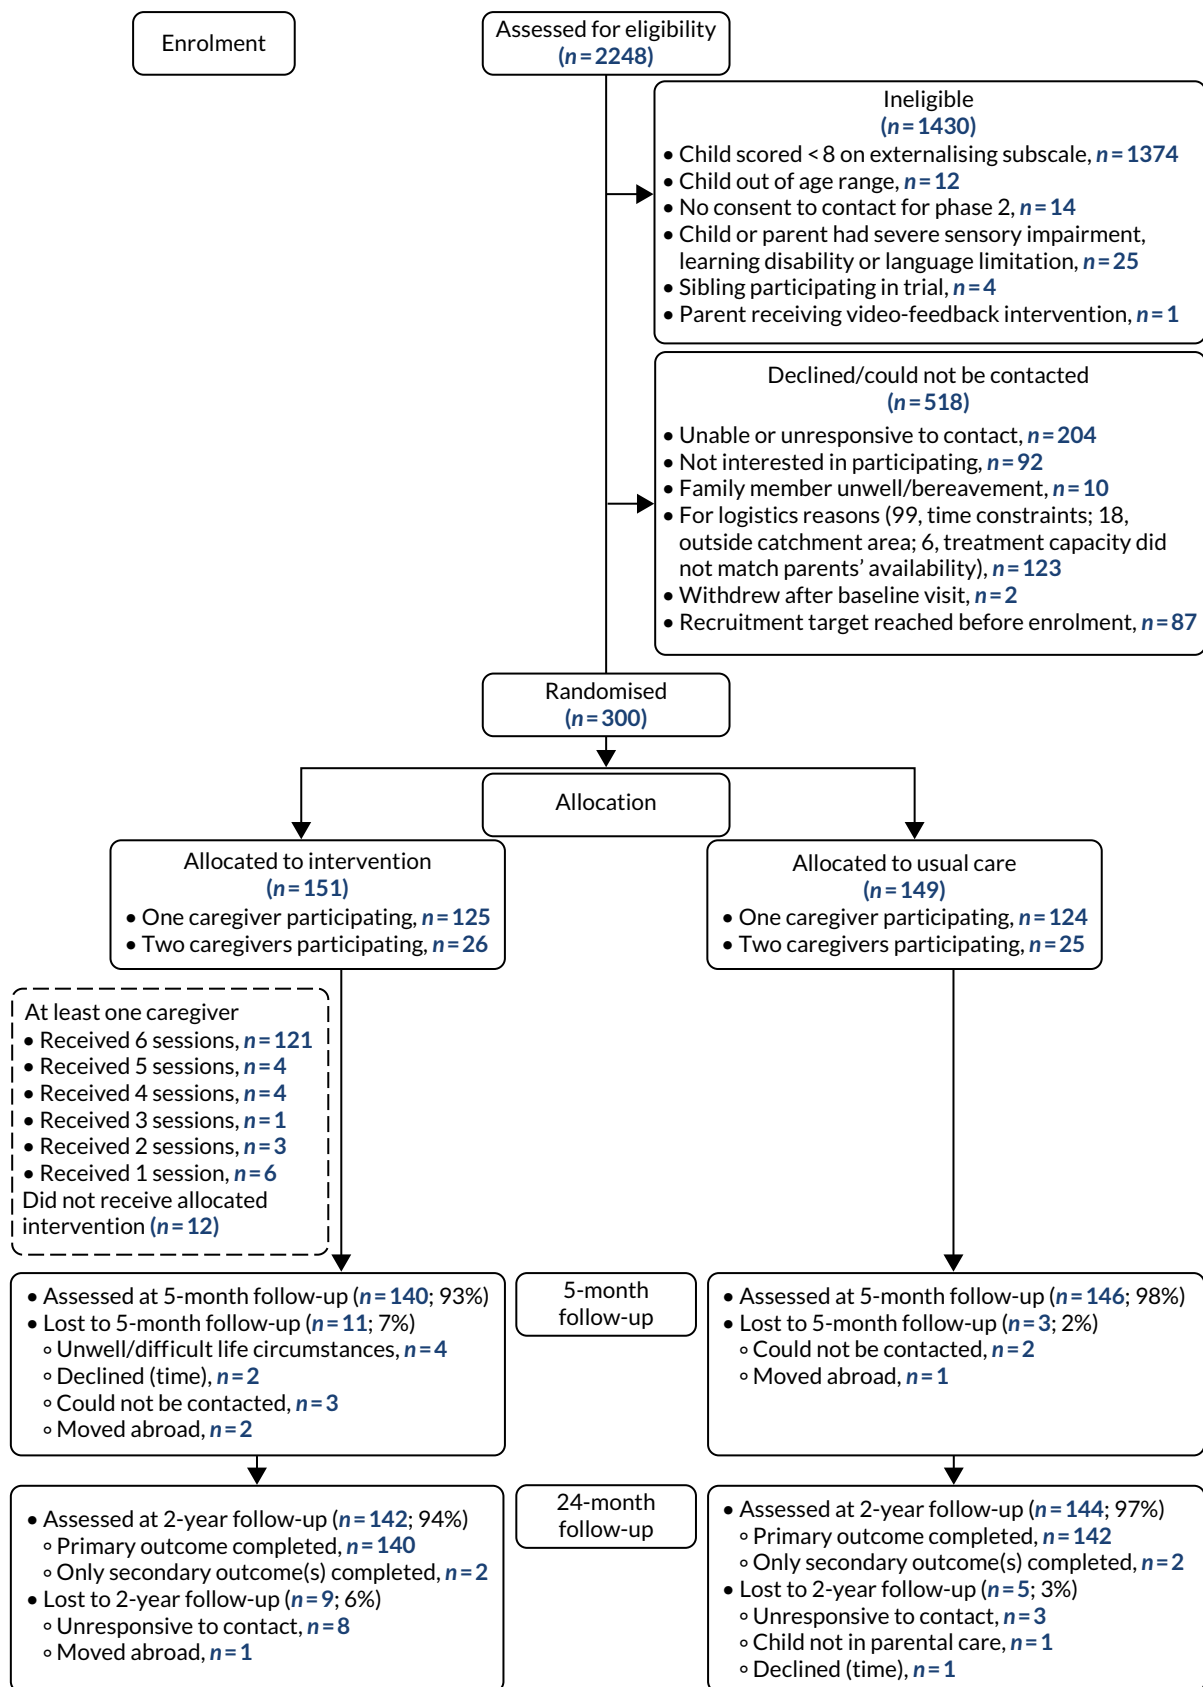 Enrolment
Assessed for eligibility
(n = 2248)
Ineligible
(n = 1430)
• Child scored < 8 on externalising subscale, n = 1374
• Child out of age range, n = 12
• No consent to contact for phase 2, n = 14
• Child or parent had severe sensory impairment,
learning disability or language limitation, n = 25
• Sibling participating in trial, n = 4
• Parent receiving video-feedback intervention, n = 1
Declined/could not be contacted
(n = 518)
• Unable or unresponsive to contact, n = 204
• Not interested in participating, n = 92
• Family member unwell/bereavement, n = 10
• For logistics reasons (99, time constraints; 18,
outside catchment area; 6, treatment capacity did
not match parents’ availability), n = 123
• Withdrew after baseline visit, n = 2
• Recruitment target reached before enrolment, n = 87
Randomised
(n = 300)
Allocation
Allocated to intervention
(n = 151)
• One caregiver participating, n = 125
• Two caregivers participating, n = 26
Allocated to usual care
(n = 149)
• One caregiver participating, n = 124
• Two caregivers participating, n = 25
At least one caregiver
• Received 6 sessions, n = 121
• Received 5 sessions, n = 4
• Received 4 sessions, n = 4
• Received 3 sessions, n = 1
• Received 2 sessions, n = 3
• Received 1 session, n = 6
Did not receive allocated
intervention (n = 12)
• Assessed at 5-month follow-up (n = 140; 93%)
• Lost to 5-month follow-up (n = 11; 7%)
∘ Unwell/difficult life circumstances, n = 4
∘ Declined (time), n = 2
∘ Could not be contacted, n = 3
∘ Moved abroad, n = 2
5-month
follow-up
• Assessed at 5-month follow-up (n = 146; 98%)
• Lost to 5-month follow-up (n = 3; 2%)
∘ Could not be contacted, n = 2
∘ Moved abroad, n = 1
• Assessed at 2-year follow-up (n = 142; 94%)
∘ Primary outcome completed, n = 140
∘ Only secondary outcome(s) completed, n = 2
• Lost to 2-year follow-up (n = 9; 6%)
∘ Unresponsive to contact, n = 8
∘ Moved abroad, n = 1
24-month
follow-up
• Assessed at 2-year follow-up (n = 144; 97%)
∘ Primary outcome completed, n = 142
∘ Only secondary outcome(s) completed, n = 2
• Lost to 2-year follow-up (n = 5; 3%)
∘ Unresponsive to contact, n = 3
∘ Child not in parental care, n = 1
∘ Declined (time), n = 1